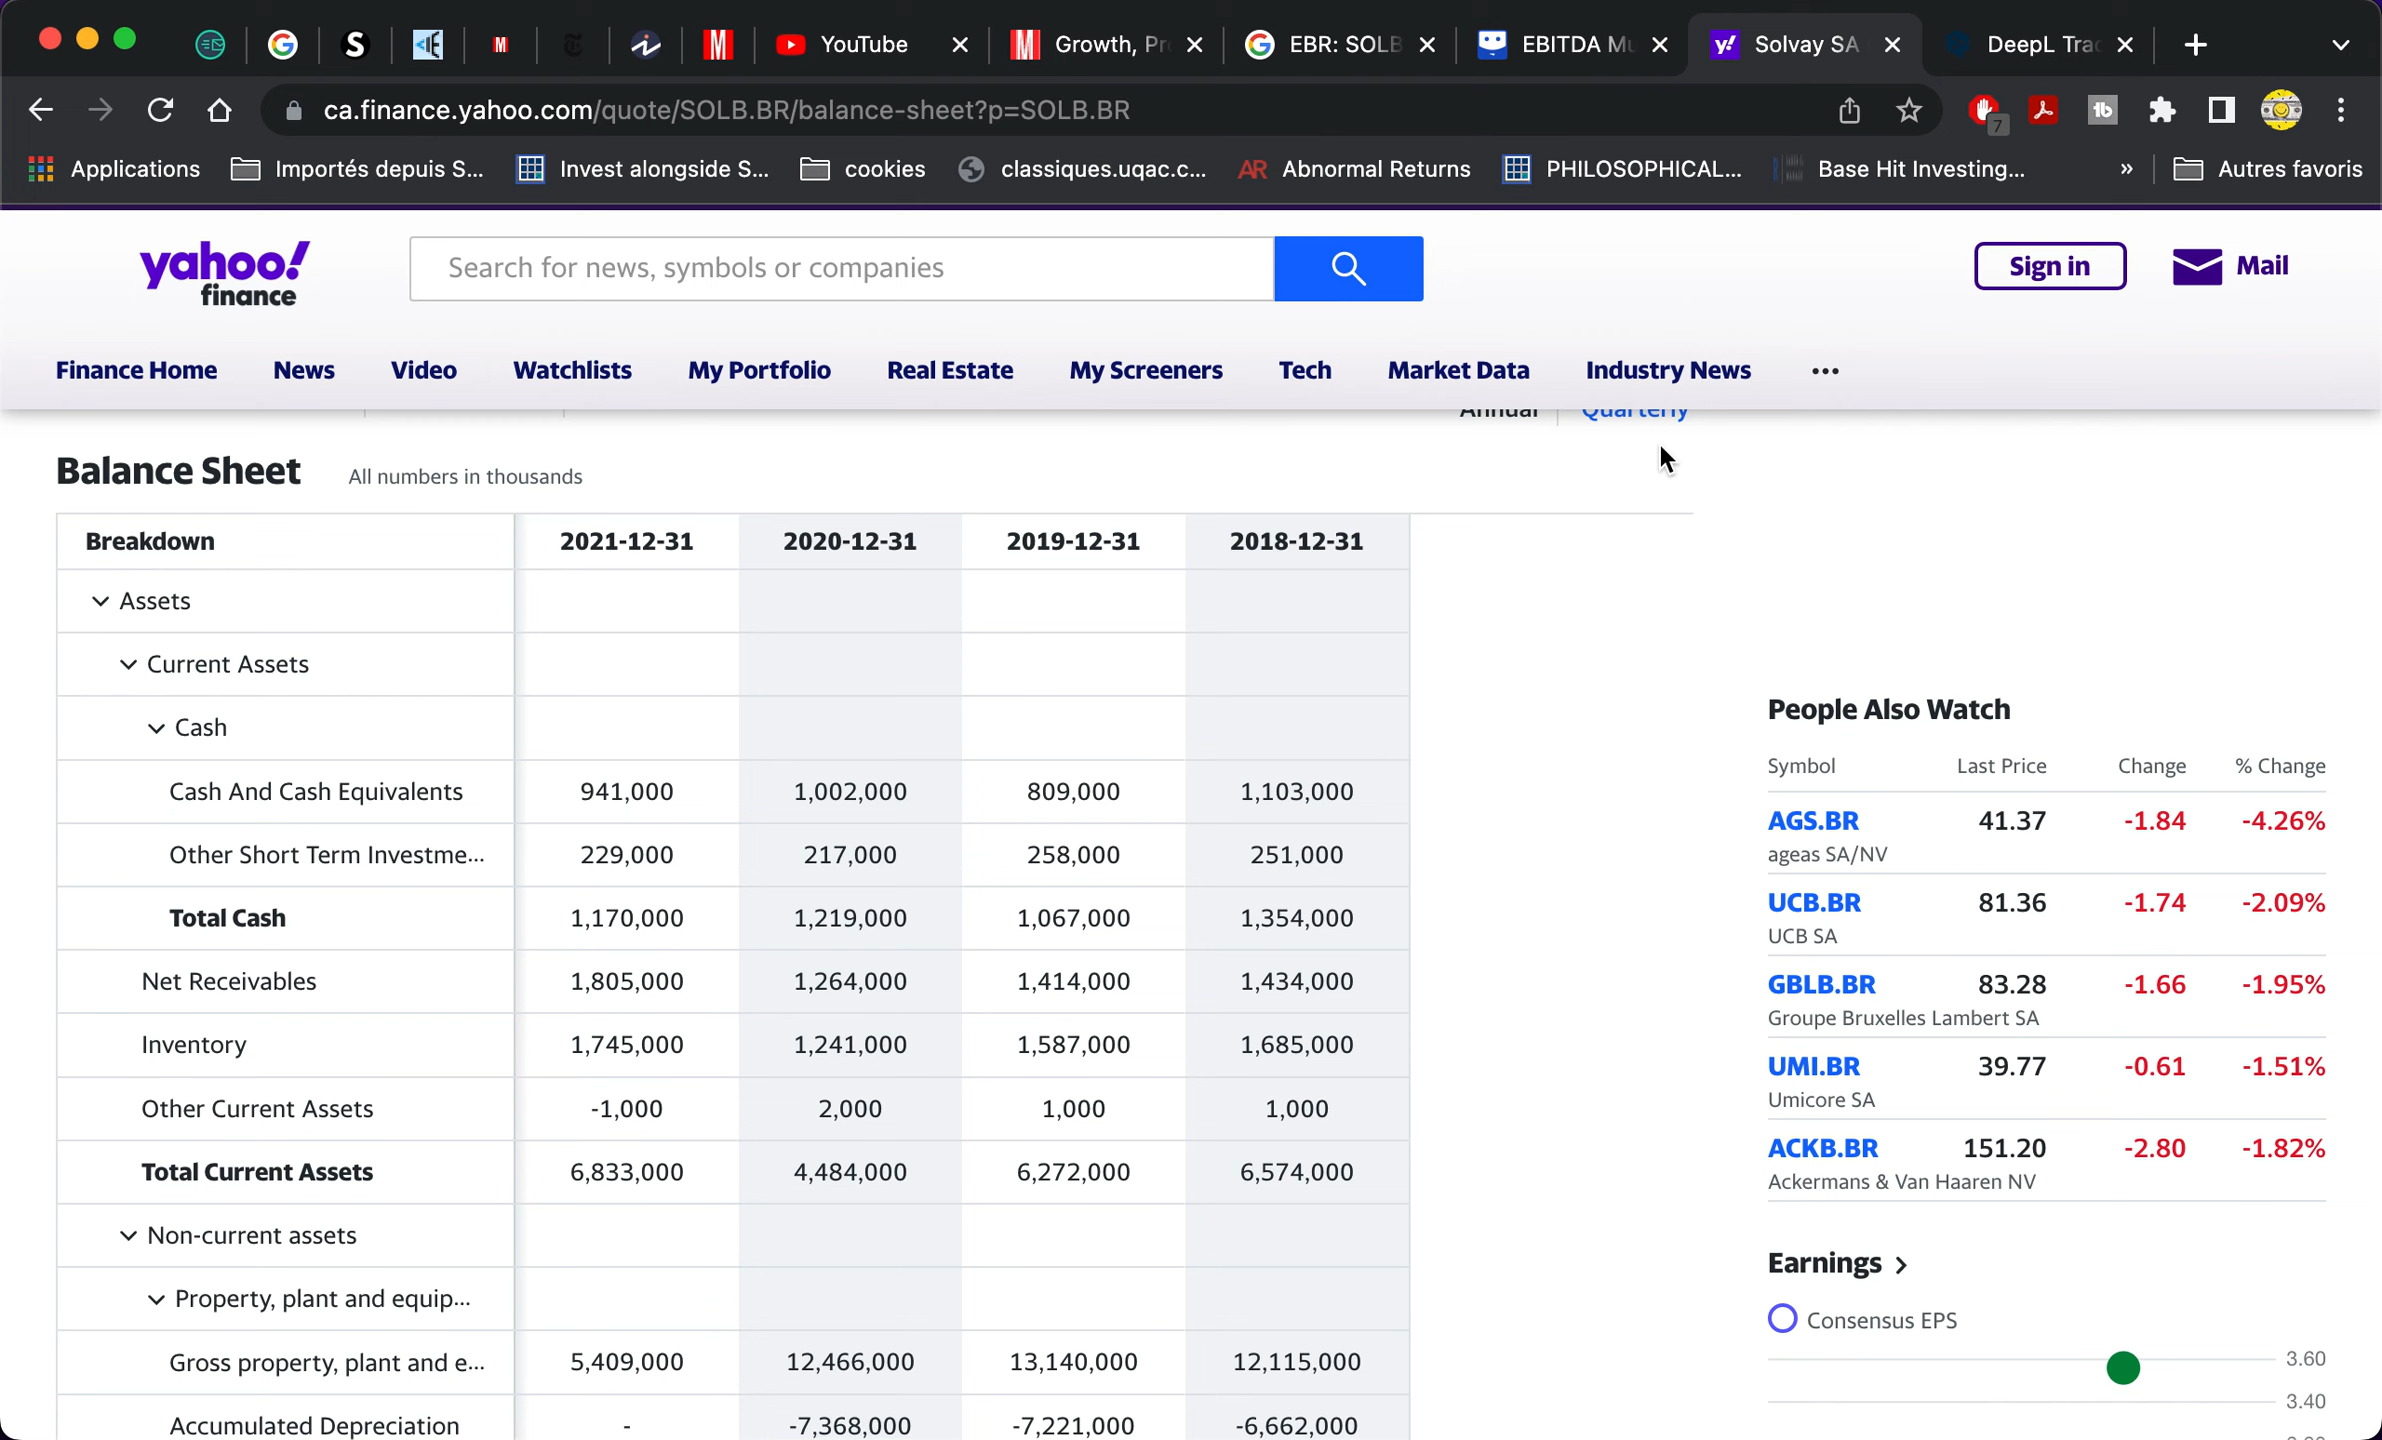 YouTube
Growth, Pr
EBR: SOLB
EBITDA Mu
Solvay SA
DeepL Tra
ca.finance.yahoo.com/quote/SOLB.BR/balance-sheet?p=SOLB.BR
7
Applications
Importés depuis S...
Invest alongside S...
cookies
classiques.uqac.c...
AR Abnormal Returns
PHILOSOPHICAL...
Base Hit Investing...
»
Autres favoris
yahoo!
finance
Search for news, symbols or companies
Sign in
Mail
Finance Home News Video Watchlists My Portfolio Real Estate My Screeners Tech Market Data Industry News ...
Annual Quarterly
Balance Sheet All numbers in thousands
Breakdown 2021-12-31 2020-12-31 2019-12-31 2018-12-31
Assets
Current Assets
Cash
Cash And Cash Equivalents 941,000 1,002,000 809,000 1,103,000
Other Short Term Investme... 229,000 217,000 258,000 251,000
Total Cash 1,170,000 1,219,000 1,067,000 1,354,000
Net Receivables 1,805,000 1,264,000 1,414,000 1,434,000
Inventory 1,745,000 1,241,000 1,587,000 1,685,000
Other Current Assets -1,000 2,000 1,000 1,000
Total Current Assets 6,833,000 4,484,000 6,272,000 6,574,000
Non-current assets
Property, plant and equip...
Gross property, plant and e... 5,409,000 12,466,000 13,140,000 12,115,000
Accumulated Depreciation - -7,368,000 -7,221,000 -6,662,000
People Also Watch
Symbol Last Price Change % Change
AGS.BR 41.37 -1.84 -4.26%
ageas SA/NV
UCB.BR 81.36 -1.74 -2.09%
UCB SA
GBLB.BR 83.28 -1.66 -1.95%
Groupe Bruxelles Lambert SA
UMI.BR 39.77 -0.61 -1.51%
Umicore SA
ACKB.BR 151.20 -2.80 -1.82%
Ackermans & Van Haaren NV
Earnings
Consensus EPS
3.60
3.40